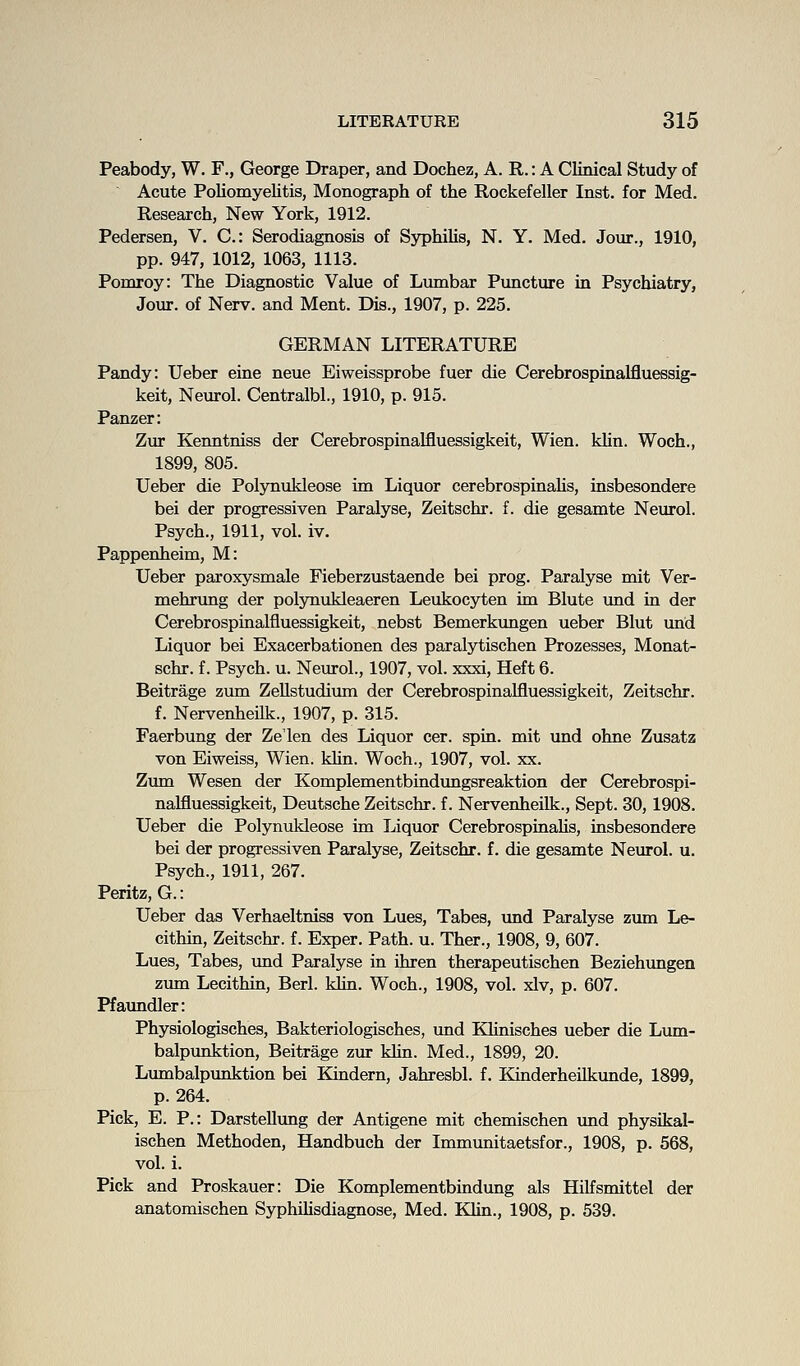 LITERATURE 315
Peabody, W. F., George Draper, and Dochez, A. R.: A Clinical Study of
Acute Poliomyelitis, Monograph of the Rockefeller Inst. for Med.
Research, New York, 1912.
Pedersen, V. C.: Serodiagnosis of Syphilis, N. Y. Med. Jour., 1910,
pp. 947, 1012, 1063, 1113.
Pomroy: The Diagnostic Value of Lumbar Puncture in Psychiatry,
Jour. of Nerv. and Ment. Dis., 1907, p. 225.
GERMAN LITERATURE
Pandy: Ueber eine neue Eiweissprobe fuer die Cerebrospinalfluessig-
keit, Neurol. Centralbl., 1910, p. 915.
Panzer:
Zur Kenntniss der Cerebrospinalfluessigkeit, Wien. klin. Woch.,
1899, 805.
Ueber die Polynukleose im Liquor cerebrospinalis, insbesondere
bei der progressiven Paralyse, Zeitschr. f. die gesamte Neurol.
Psych., 1911, vol. iv.
Pappenheim, M:
Ueber paroxysmale Fieberzustaende bei prog. Paralyse mit Ver-
mehrung der polynukleaeren Leukocyten im Blute und in der
Cerebrospinalfluessigkeit, nebst Bemerkungen ueber Blut und
Liquor bei Exacerbationen des paralytischen Prozesses, Monat-
schr. f. Psych. u. Neurol., 1907, vol. xxxi, Heft 6.
Beiträge zum Zellstudium der Cerebrospinalfluessigkeit, Zeitschr.
f. Nervenheilk., 1907, p. 315.
Faerbung der Ze'len des Liquor cer. spin. mit und ohne Zusatz
von Eiweiss, Wien. klin. Woch., 1907, vol. xx.
Zum Wesen der Komplementbindungsreaktion der Cerebrospi-
nalfluessigkeit, Deutsche Zeitschr. f. Nervenheilk., Sept. 30, 1908.
Ueber die Polynukleose im Liquor Cerebrospinalis, insbesondere
bei der progressiven Paralyse, Zeitschr. f. die gesamte Neurol. u.
Psych., 1911, 267.
Peritz, G.:
Ueber das Verhaeltniss von Lues, Tabes, und Paralyse zum Le-
cithin, Zeitschr. f. Exper. Path. u. Ther., 1908, 9, 607.
Lues, Tabes, und Paralyse in ihren therapeutischen Beziehungen
zum Lecithin, Berl. klin. Woch., 1908, vol. xlv, p. 607.
Pfaundler:
Physiologisches, Bakteriologisches, und Klinisches ueber die Lum-
balpunktion, Beiträge zur klin. Med., 1899, 20.
Lumbalpunktion bei Kindern, Jahresbl. f. Kinderheilkunde, 1899,
p. 264.
Pick, E. P.: Darstellung der Antigene mit chemischen und physikal-
ischen Methoden, Handbuch der Immunitaetsfor., 1908, p. 568,
vol. i.
Pick and Proskauer: Die Komplementbindung als Hilfsmittel der
anatomischen Syphilisdiagnose, Med. Klin., 1908, p. 539.